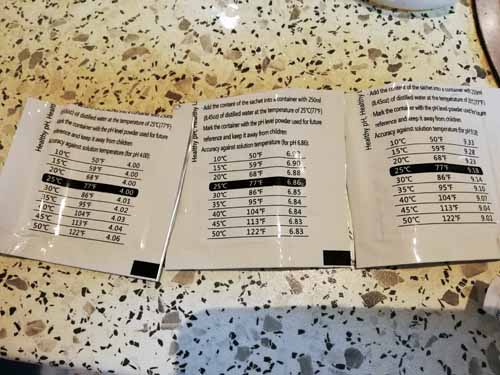 Healthy pH, Healthy
(8.45oz) of distilled water at the temperature of 25℃(77°F)
Mark the container with the pH level powder used for future
reference and keep it away from children
Accuracy against solution temperature (for pH 4.00):
10℃ 50°F 4.00
15℃ 59°F 4.00
20℃ 68°F 4.00
25℃ 77°F 4.00
30℃ 86°F 4.01
35℃ 95°F 4.02
40℃ 104°F 4.03
45℃ 113°F 4.04
50℃ 122°F 4.06
Healthy pH, Healthy
Add the content of the sachet into a container with 250ml
(8.45oz) of distilled water at the temperature of 25℃(77°F)
Mark the container with the pH level powder used for future
reference and keep it away from children
Accuracy against solution temperature (for pH 6.86):
10℃ 50°F 6.92
15℃ 59°F 6.90
20℃ 68°F 6.88
25℃ 77°F 6.86
30℃ 86°F 6.85
35℃ 95°F 6.84
40℃ 104°F 6.84
45℃ 113°F 6.83
50℃ 122°F 6.83
Healthy pH, Healthy
Add the content of the sachet into a container with 250ml
(8.45oz) of distilled water at the temperature of 25℃(77°F)
Mark the container with the pH level powder used for future
reference and keep it away from children
Accuracy against solution temperature (for pH
10℃ 50°F 9.33
15℃ 59°F 9.28
20℃ 68°F 9.23
25℃ 77°F 9.18
30℃ 86°F 9.14
35℃ 95°F 9.10
40℃ 104°F 9.07
45℃ 113°F 9.04
50℃ 122°F 9.02